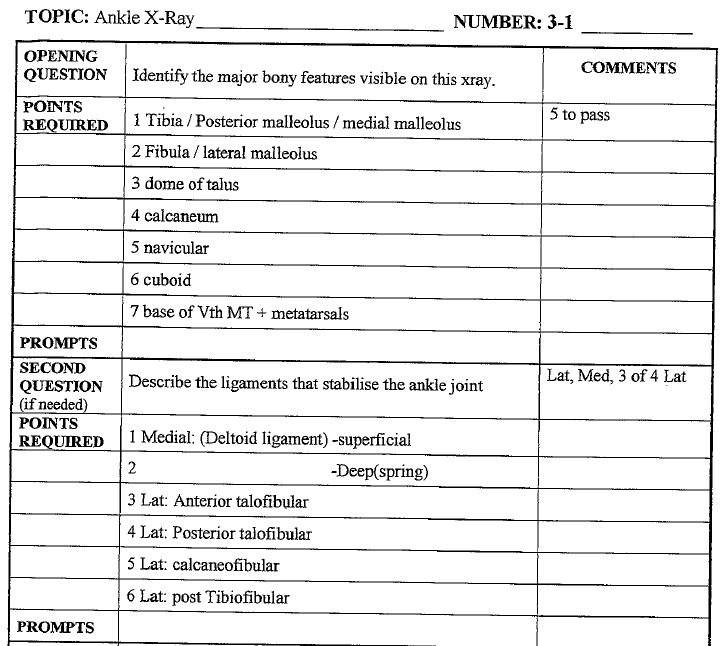 TOPIC: Ankle X-Ray
NUMBER: 3-1
OPENING
QUESTION
Identify the major bony features visible on this xray.
COMMENTS
POINTS
REQUIRED
1 Tibia / Posterior malleolus / medial malleolus
5 to pass
2 Fibula / lateral malleolus
3 dome of talus
4 calcaneum
5 navicular
6 cuboid
7 base of Vth MT + metatarsals
PROMPTS
SECOND
QUESTION
(if needed)
Describe the ligaments that stabilise the ankle joint
Lat, Med, 3 of 4 Lat
POINTS
REQUIRED
1 Medial: (Deltoid ligament) -superficial
2 -Deep(spring)
3 Lat: Anterior talofibular
4 Lat: Posterior talofibular
5 Lat: calcaneofibular
6 Lat: post Tibiofibular
PROMPTS